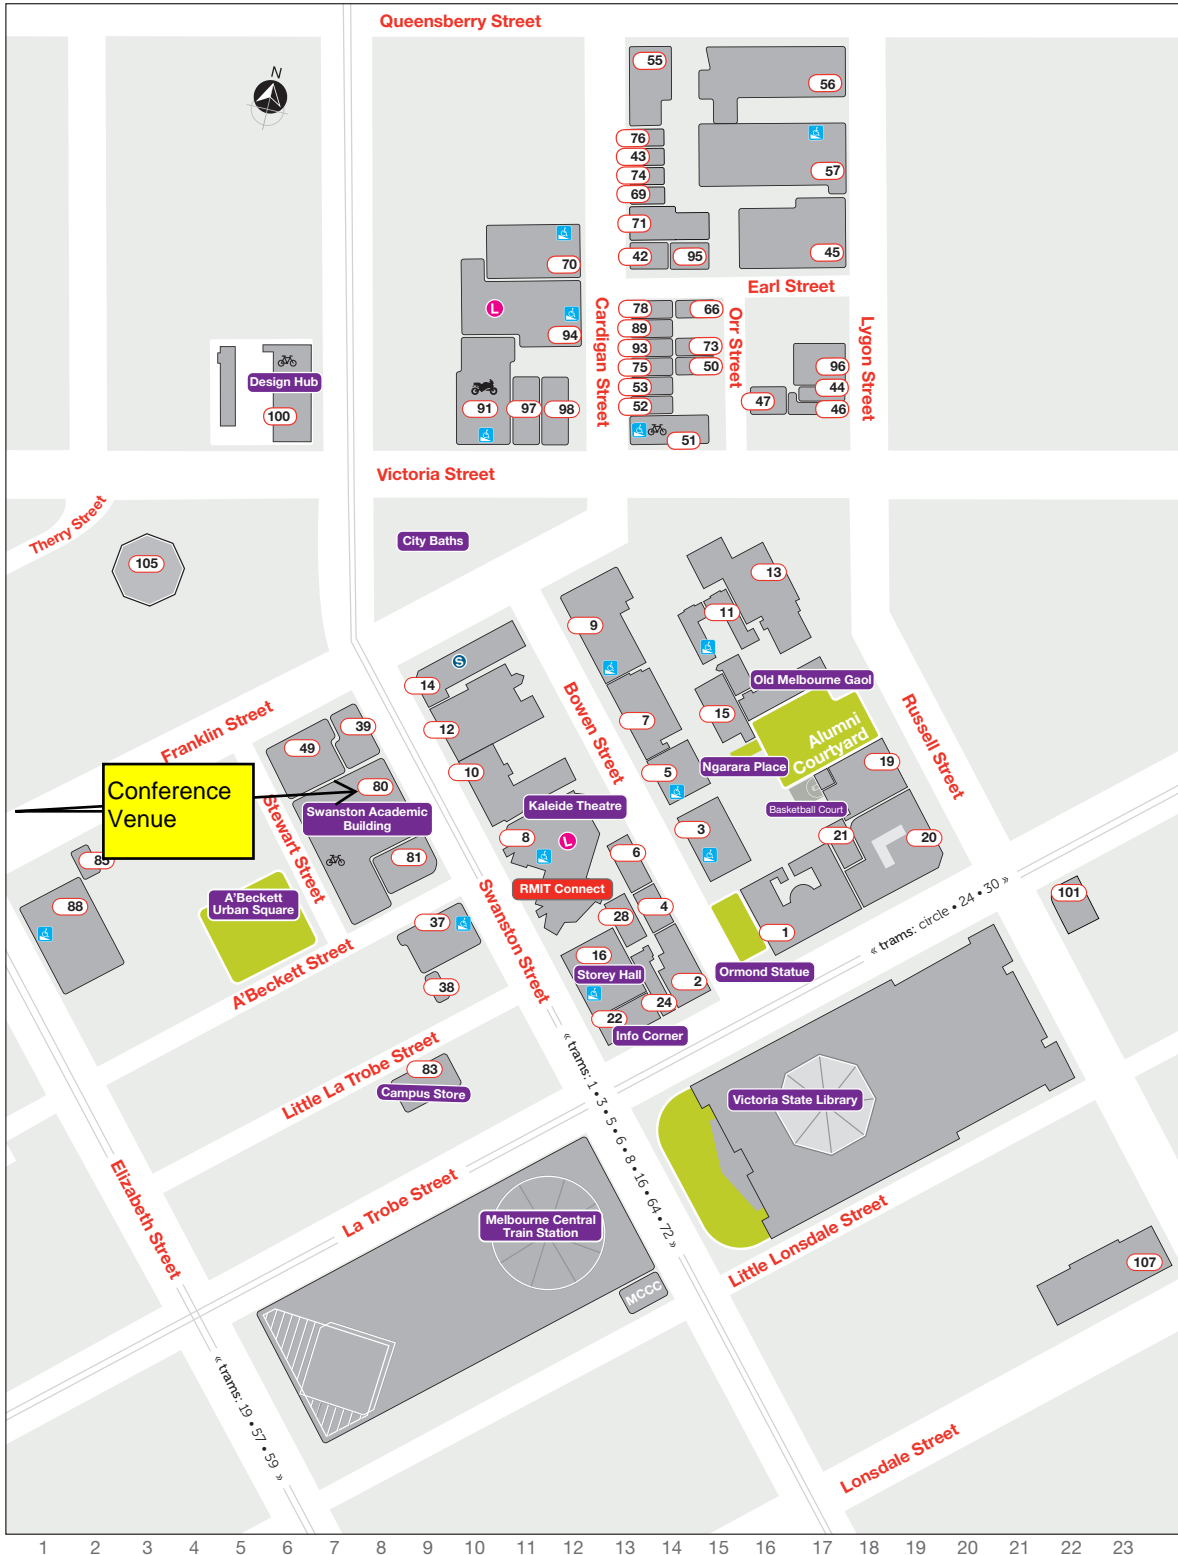 Queensberry Street
N
55
56
76
43
74
69
71
42
95
57
45
70
94
L
Earl Street
Cardigan Street
78
89
93
75
53
52
51
66
73
50
Orr Street
Lygon Street
96
44
46
47
Design Hub
100
91
97
98
Victoria Street
Therry Street
105
City Baths
13
11
9
S
14
12
10
7
15
5
Old Melbourne Gaol
Alumni
Courtyard
Ngarara Place
Bowen Street
Russell Street
Franklin Street
39
49
80
Conference
Venue
Swanston Academic
Building
Stewart Street
81
85
88
A'Beckett
Urban Square
A'Beckett Street
Kaleide Theatre
8
L
RMIT Connect
6
4
28
3
19
Basketball Court
21
20
1
101
« trams: circle • 24 • 30 »
37
38
Swanston Street
16
Storey Hall
2
24
22
Info Corner
Ormond Statue
Little La Trobe Street
83
Campus Store
« trams: 1 • 3 • 5 • 6 • 8 • 16 • 64 • 72 »
Victoria State Library
Elizabeth Street
La Trobe Street
Melbourne Central
Train Station
MCCC
Little Lonsdale Street
107
« trams: 19 • 57 • 59 »
Lonsdale Street
1 2 3 4 5 6 7 8 9 10 11 12 13 14 15 16 17 18 19 20 21 22 23